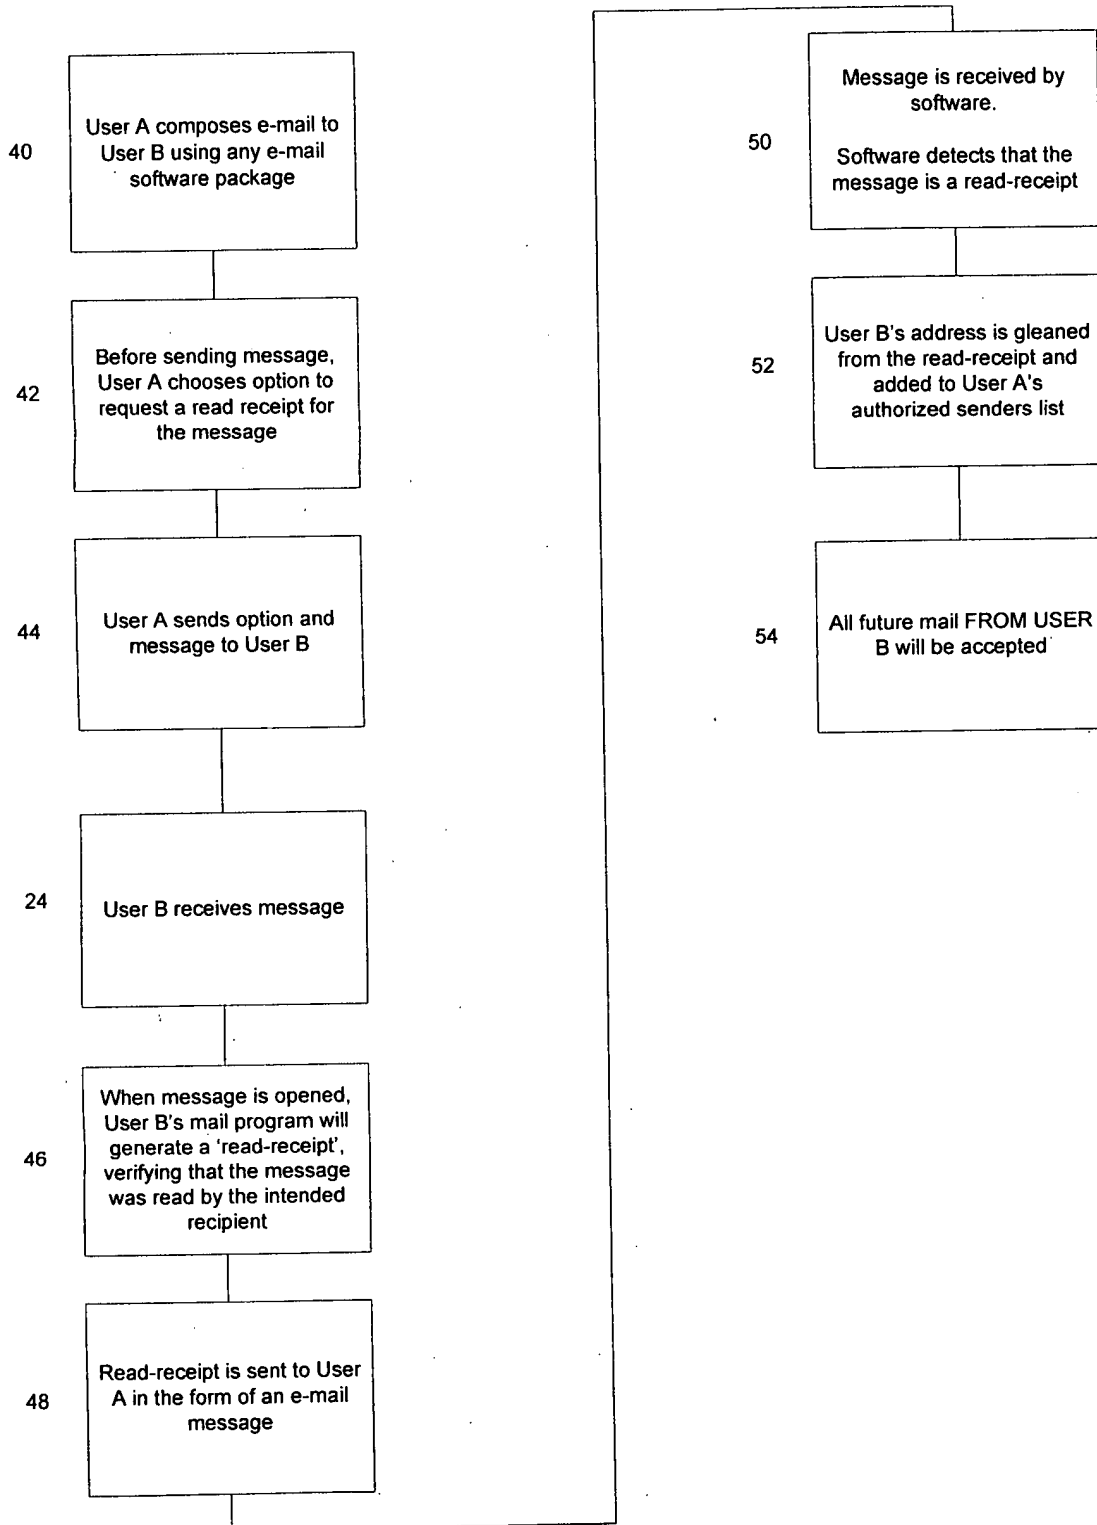 40
User A composes e-mail to
User B using any e-mail
software package
42
Before sending message,
User A chooses option to
request a read receipt for
the message
44
User A sends option and
message to User B
24
User B receives message
46
When message is opened,
User B's mail program will
generate a 'read-receipt',
verifying that the message
was read by the intended
recipient
48
Read-receipt is sent to User
A in the form of an e-mail
message
50
Message is received by
software.
Software detects that the
message is a read-receipt
52
User B's address is gleaned
from the read-receipt and
added to User A's
authorized senders list
54
All future mail FROM USER
B will be accepted